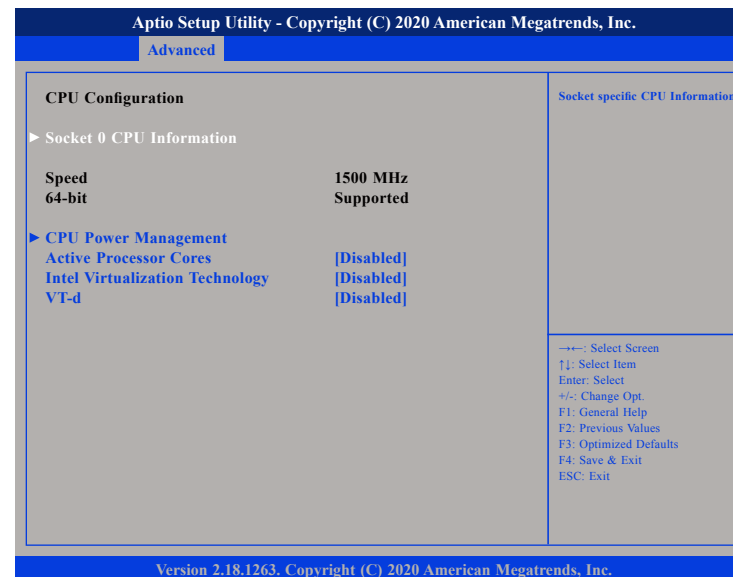 Aptio Setup Utility - Copyright (C) 2020 American Megatrends, Inc.
Advanced
CPU Configuration
► Socket 0 CPU Information
Speed 1500 MHz
64-bit Supported
► CPU Power Management
Active Processor Cores [Disabled]
Intel Virtualization Technology [Disabled]
VT-d [Disabled]
Socket specific CPU Information
→←: Select Screen
↑↓: Select Item
Enter: Select
+/-: Change Opt.
F1: General Help
F2: Previous Values
F3: Optimized Defaults
F4: Save & Exit
ESC: Exit
Version 2.18.1263. Copyright (C) 2020 American Megatrends, Inc.